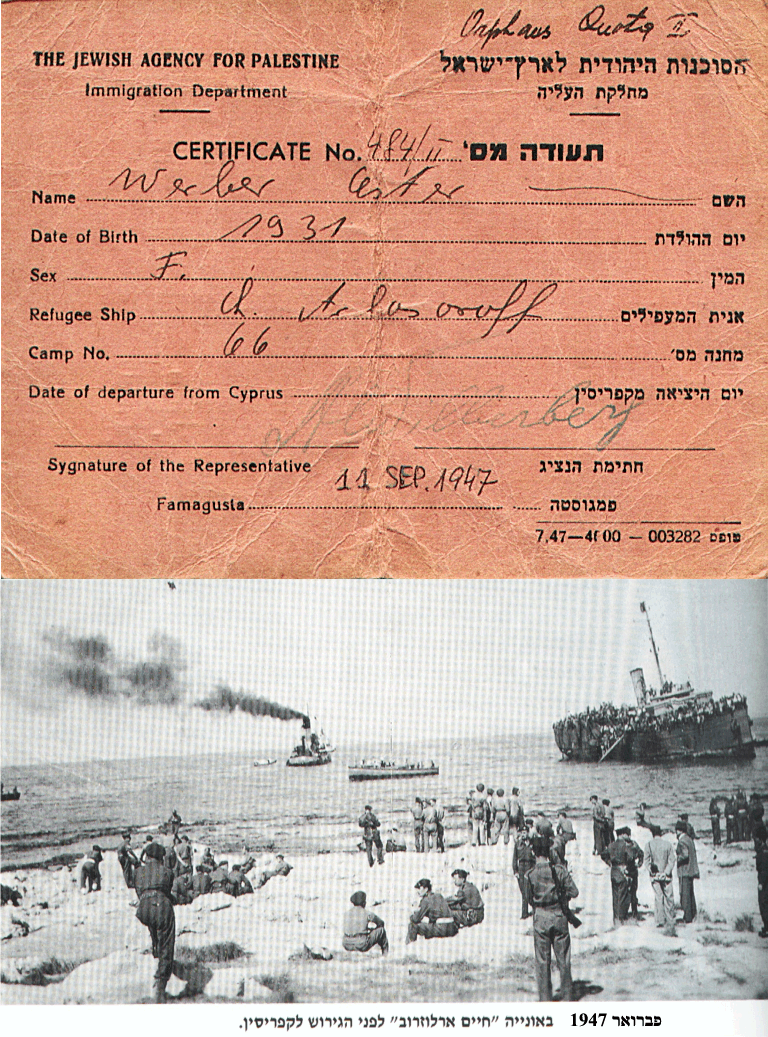 Orphans Quota II
THE JEWISH AGENCY FOR PALESTINE הסוכנות היהודית לארץ־ישראל
Immigration Department מחלקת העליה
CERTIFICATE No. 484/II תעודה מס'
Name Werber Ester השם
Date of Birth 1931 יום ההולדת
Sex F. המין
Refugee Ship Ch. Arlosoroff אנית המעפילים
Camp No. 66 מחנה מס'
Date of departure from Cyprus יום היציאה מקפריסין
Sygnature of the Representative חתימת הנציג
11 SEP. 1947
Famagusta פמגוסטה
טופס 003282 — 7,47—4000
פברואר 1947 באונייה "חיים ארלוזרוב" לפני הגירוש לקפריסין.